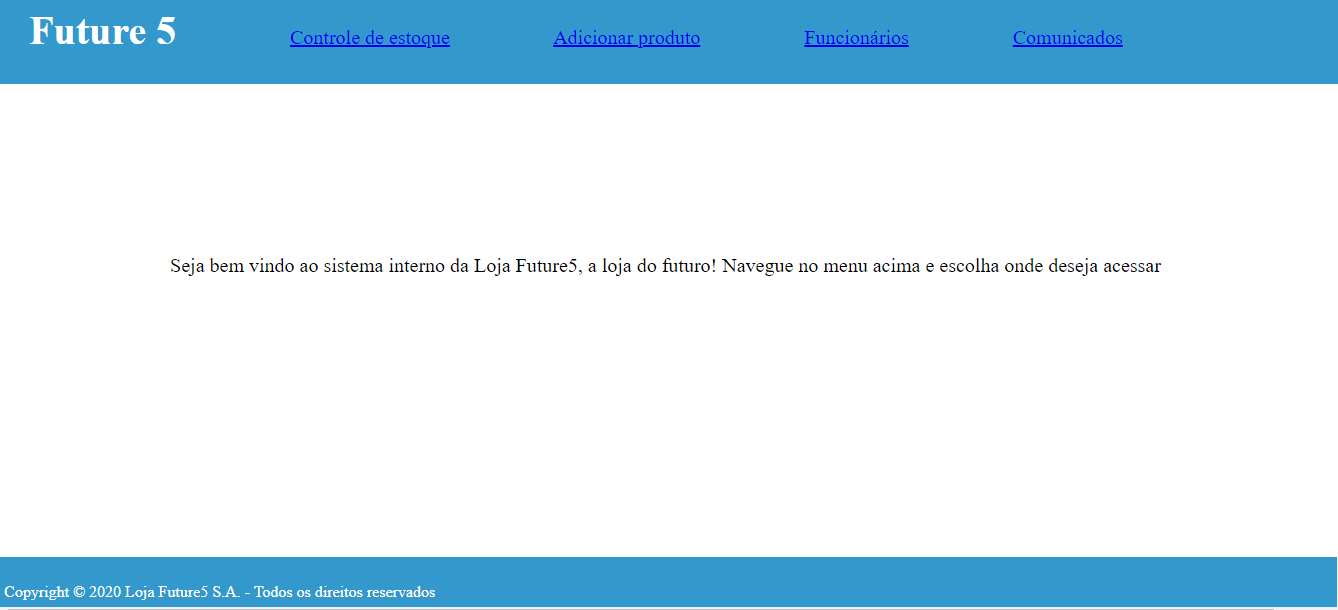 Future 5
Controle de estoque Adicionar produto Funcionários Comunicados
Seja bem vindo ao sistema interno da Loja Future5, a loja do futuro! Navegue no menu acima e escolha onde deseja acessar
Copyright © 2020 Loja Future5 S.A. - Todos os direitos reservados